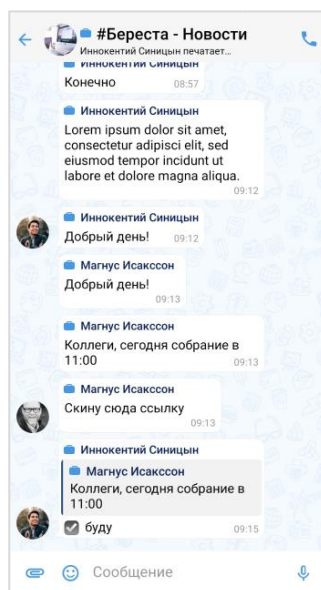 #Береста - Новости
Иннокентий Синицын печатает...
Иннокентий Синицын
Конечно
08:57
Иннокентий Синицын
Lorem ipsum dolor sit amet,
consectetur adipisci elit, sed
eiusmod tempor incidunt ut
labore et dolore magna aliqua.
09:12
Иннокентий Синицын
Добрый день! 09:12
Магнус Исакссон
Добрый день!
09:13
Магнус Исакссон
Коллеги, сегодня собрание в
11:00 09:13
Магнус Исакссон
Скину сюда ссылку
09:13
Иннокентий Синицын
Магнус Исакссон
Коллеги, сегодня собрание в
11:00
буду 09:15
Сообщение